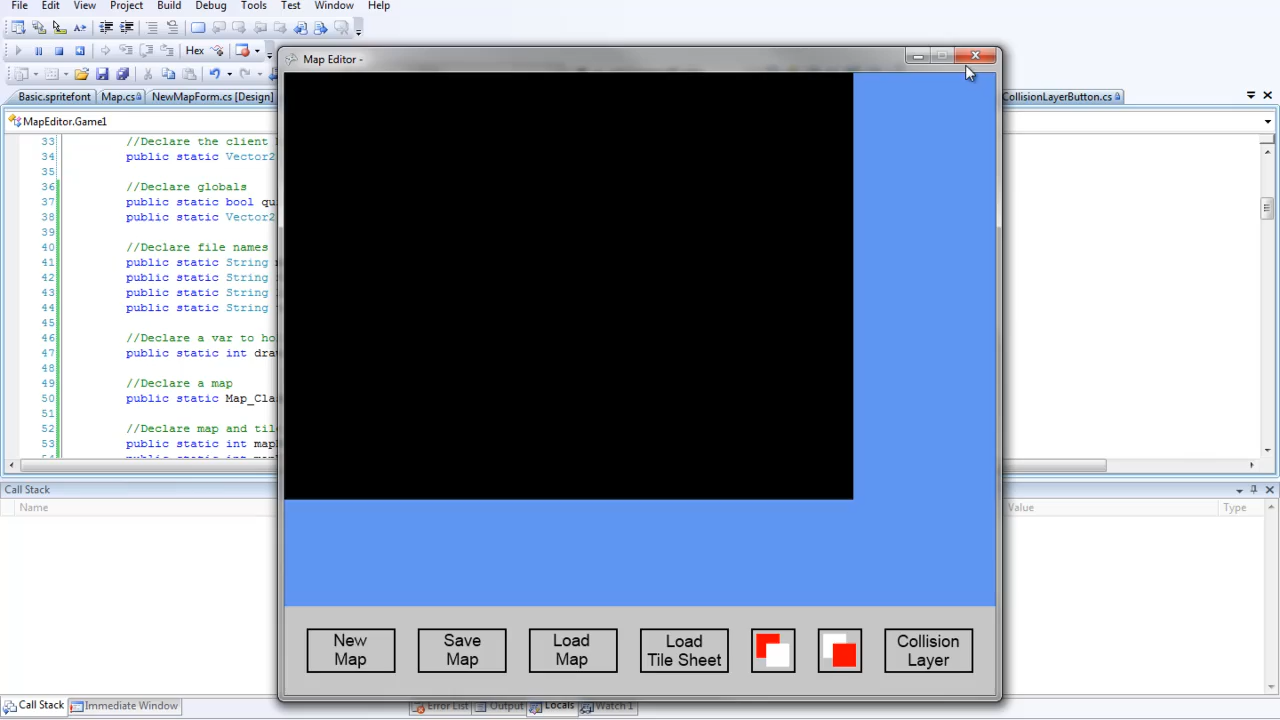 File Edit View Project Build Debug Tools Test Window Help
Hex
Map Editor -
Basic.spritefont Map.cs NewMapForm.cs [Design] CollisionLayerButton.cs
MapEditor.Game1
33 //Declare the client
34 public static Vector2
35
36 //Declare globals
37 public static bool qu
38 public static Vector2
39
40 //Declare file names
41 public static String
42 public static String
43 public static String
44 public static String
45
46 //Declare a var to ho
47 public static int dra
48
49 //Declare a map
50 public static Map_Cla
51
52 //Declare map and til
53 public static int map
Call Stack
Name
Value Type
New Map
Save Map
Load Map
Load Tile Sheet
Collision Layer
Call Stack Immediate Window Error List Output Locals Watch 1